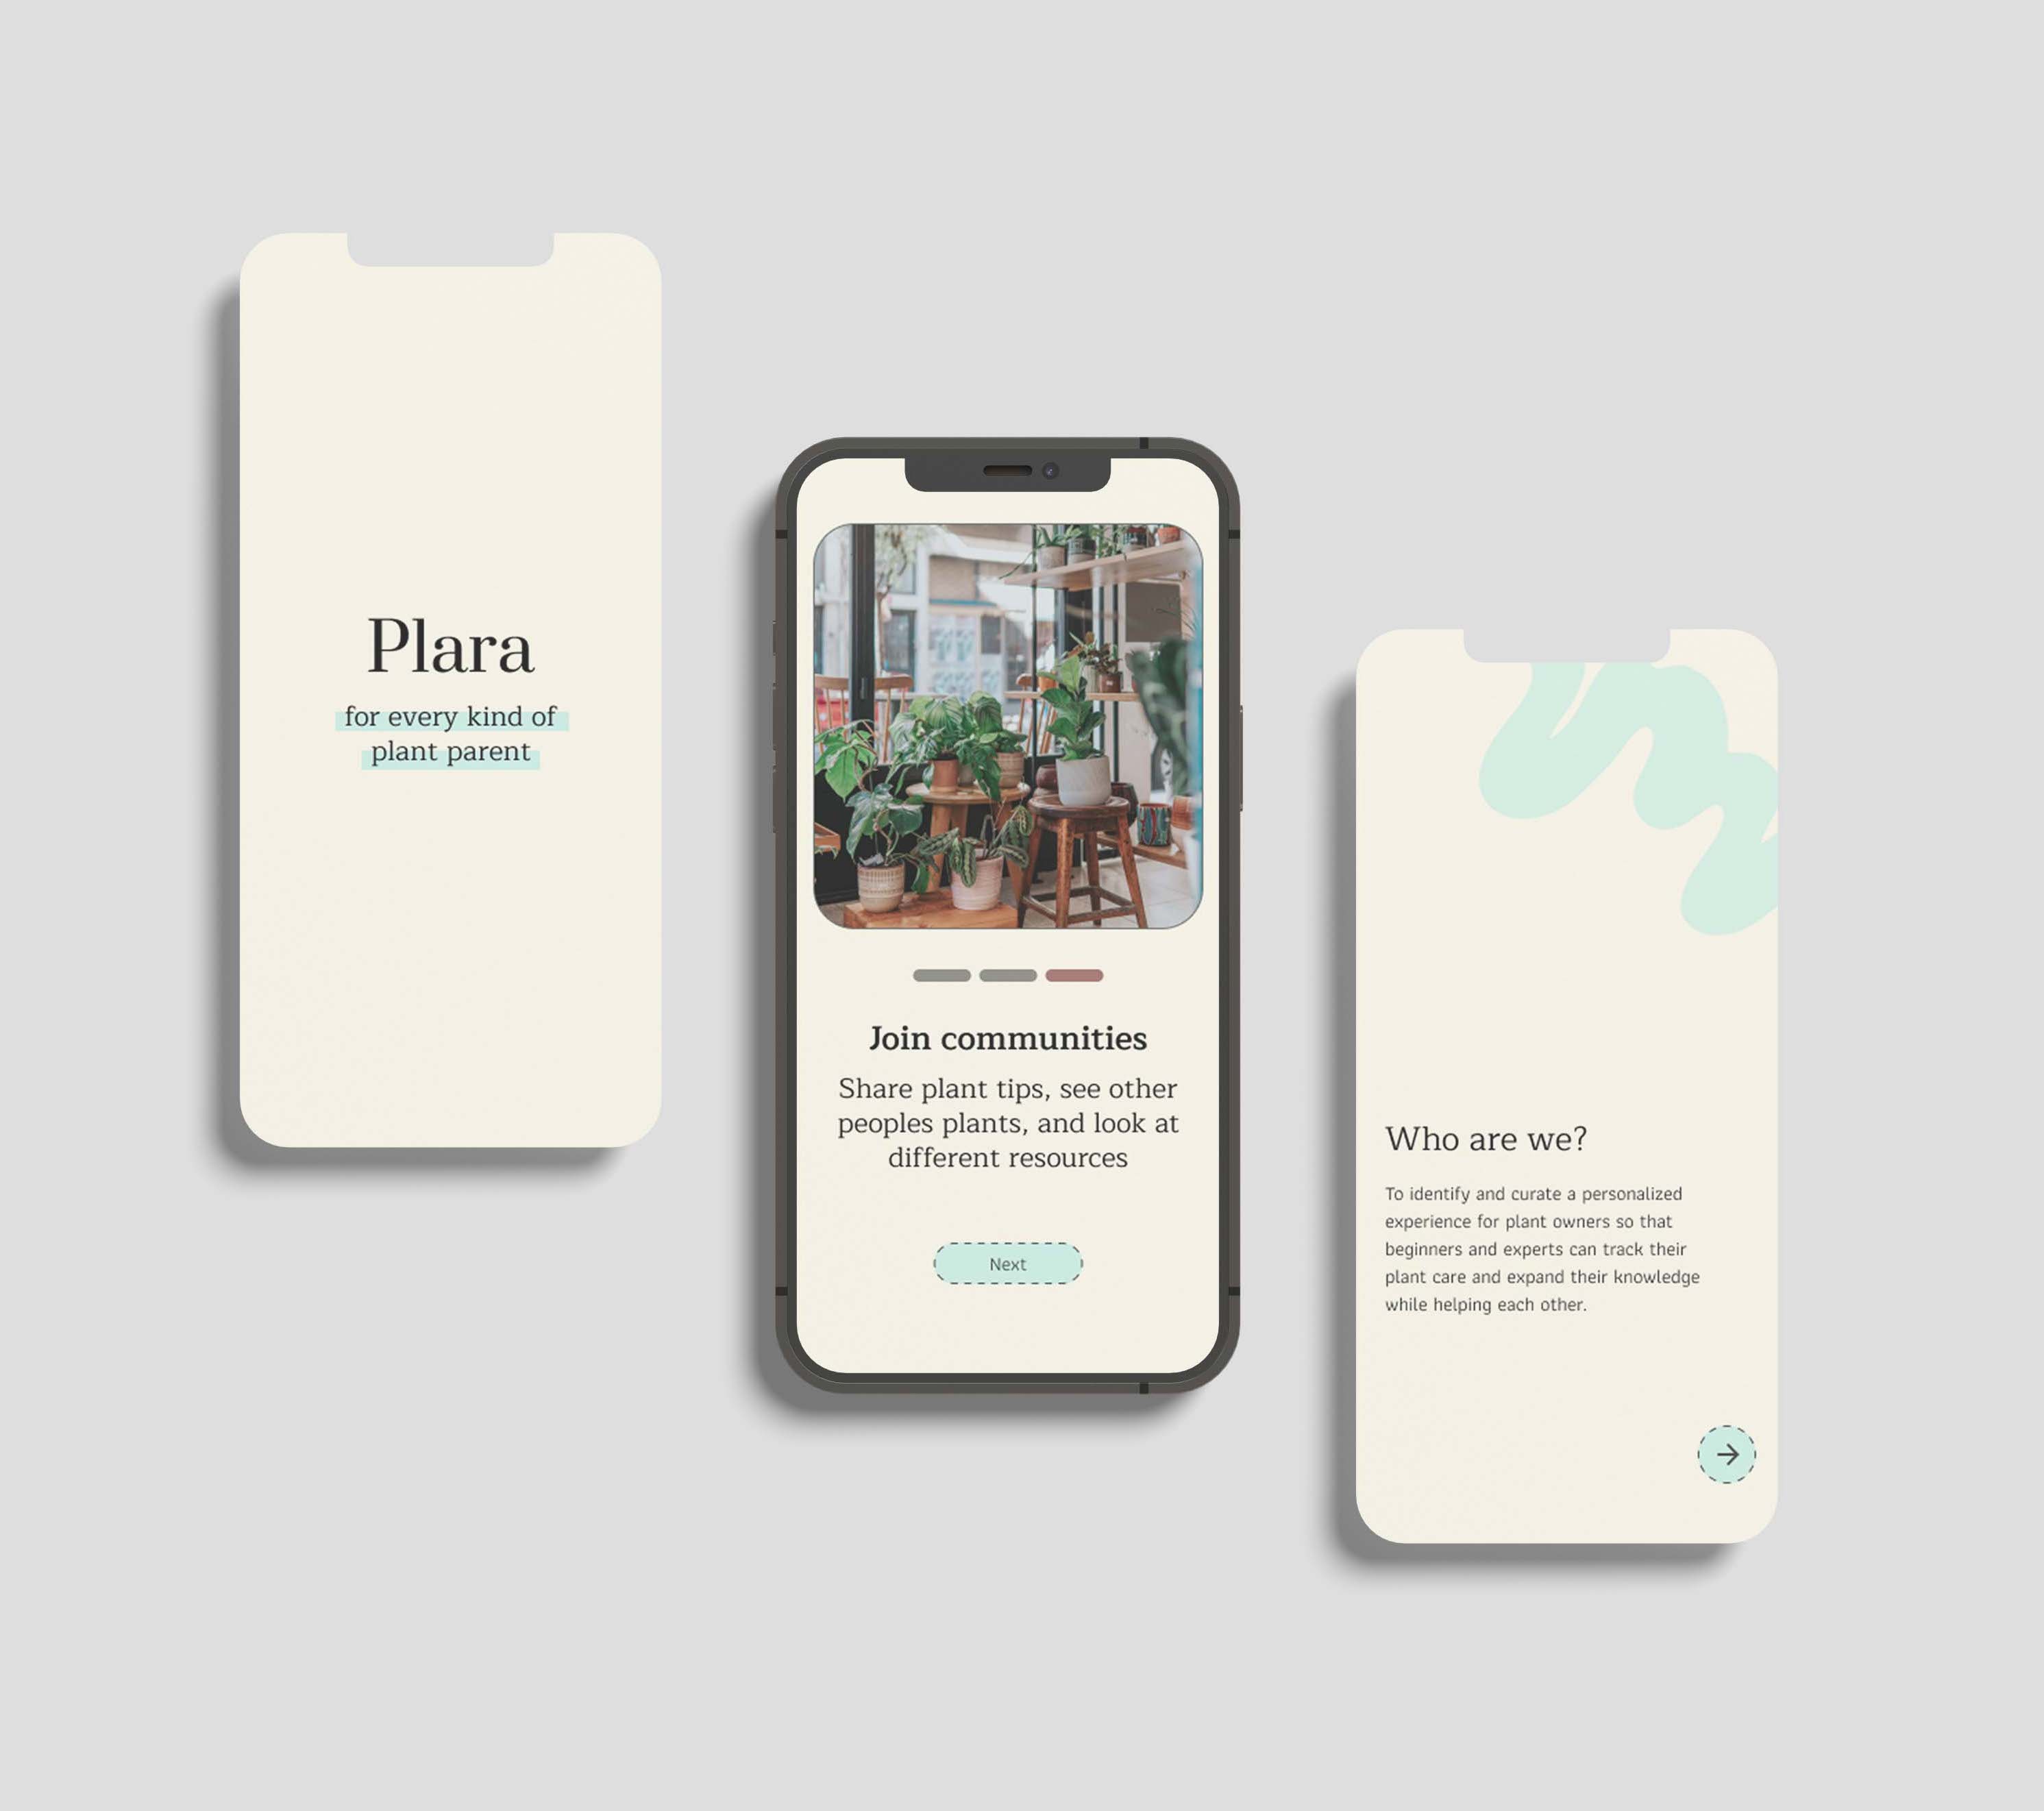 Plara
for every kind of
plant parent
Join communities
Share plant tips, see other
peoples plants, and look at
different resources
Next
Who are we?
To identify and curate a personalized
experience for plant owners so that
beginners and experts can track their
plant care and expand their knowledge
while helping each other.